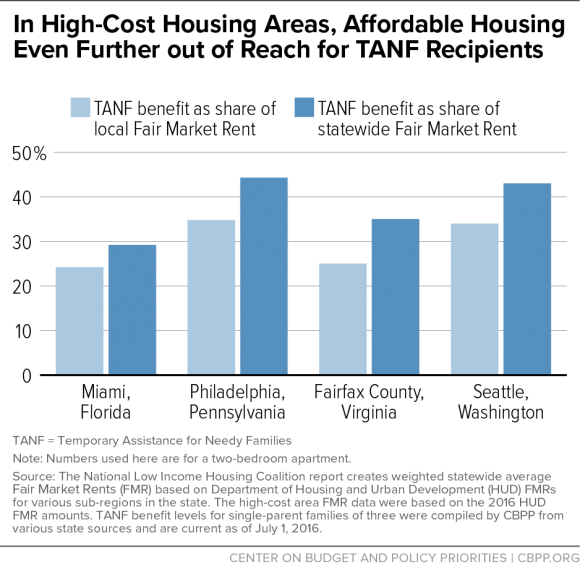 In High-Cost Housing Areas, Affordable Housing
Even Further out of Reach for TANF Recipients
TANF benefit as share of
local Fair Market Rent
TANF benefit as share of
statewide Fair Market Rent
50%
40
30
20
10
0
Miami,
Florida
Philadelphia,
Pennsylvania
Fairfax County,
Virginia
Seattle,
Washington
TANF = Temporary Assistance for Needy Families
Note: Numbers used here are for a two-bedroom apartment.
Source: The National Low Income Housing Coalition report creates weighted statewide average
Fair Market Rents (FMR) based on Department of Housing and Urban Development (HUD) FMRs
for various sub-regions in the state. The high-cost area FMR data were based on the 2016 HUD
FMR amounts. TANF benefit levels for single-parent families of three were compiled by CBPP from
various state sources and are current as of July 1, 2016.
CENTER ON BUDGET AND POLICY PRIORITIES | CBPP.ORG